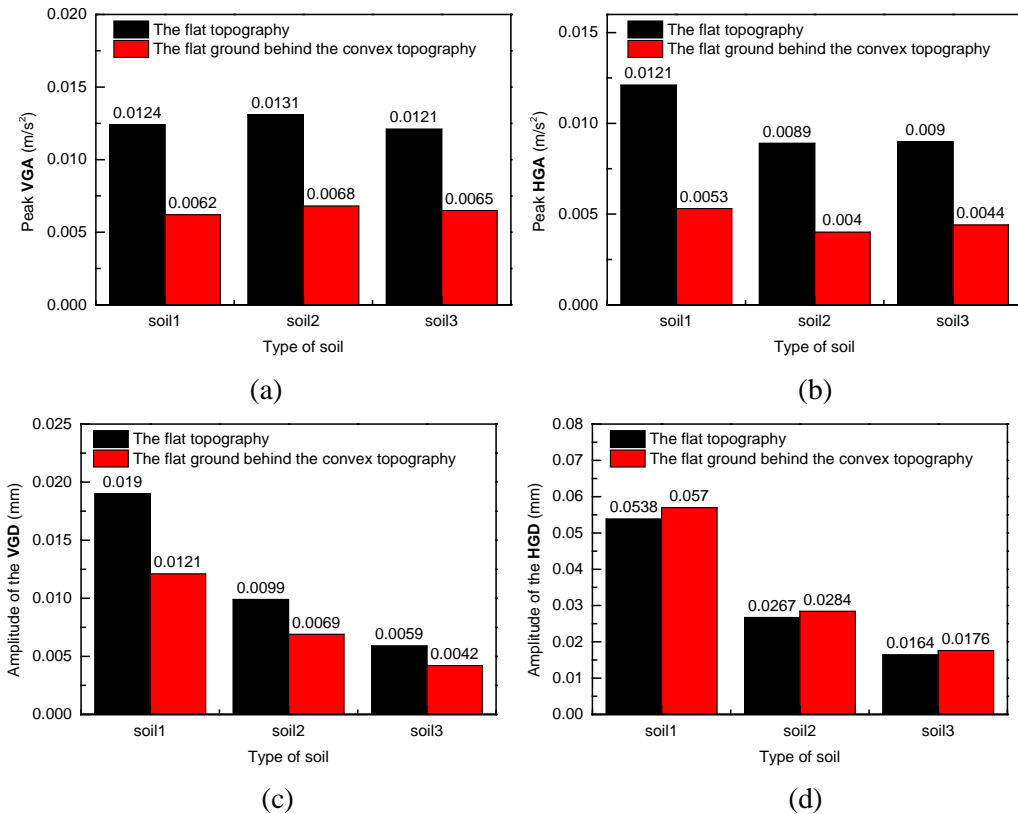 The flat topography
The flat ground behind the convex topography
0.020
0.015
0.010
0.005
0.000
Peak VGA (m/s²)
0.0124
0.0062
0.0131
0.0068
0.0121
0.0065
soil1 soil2 soil3
Type of soil
(a)
The flat topography
The flat ground behind the convex topography
0.015
0.010
0.005
0.000
Peak HGA (m/s²)
0.0121
0.0053
0.0089
0.004
0.009
0.0044
soil1 soil2 soil3
Type of soil
(b)
The flat topography
The flat ground behind the convex topography
0.025
0.020
0.015
0.010
0.005
0.000
Amplitude of the VGD (mm)
0.019
0.0121
0.0099
0.0069
0.0059
0.0042
soil1 soil2 soil3
Type of soil
(c)
The flat topography
The flat ground behind the convex topography
0.08
0.07
0.06
0.05
0.04
0.03
0.02
0.01
0.00
Amplitude of the HGD (mm)
0.0538
0.057
0.0267
0.0284
0.0164
0.0176
soil1 soil2 soil3
Type of soil
(d)